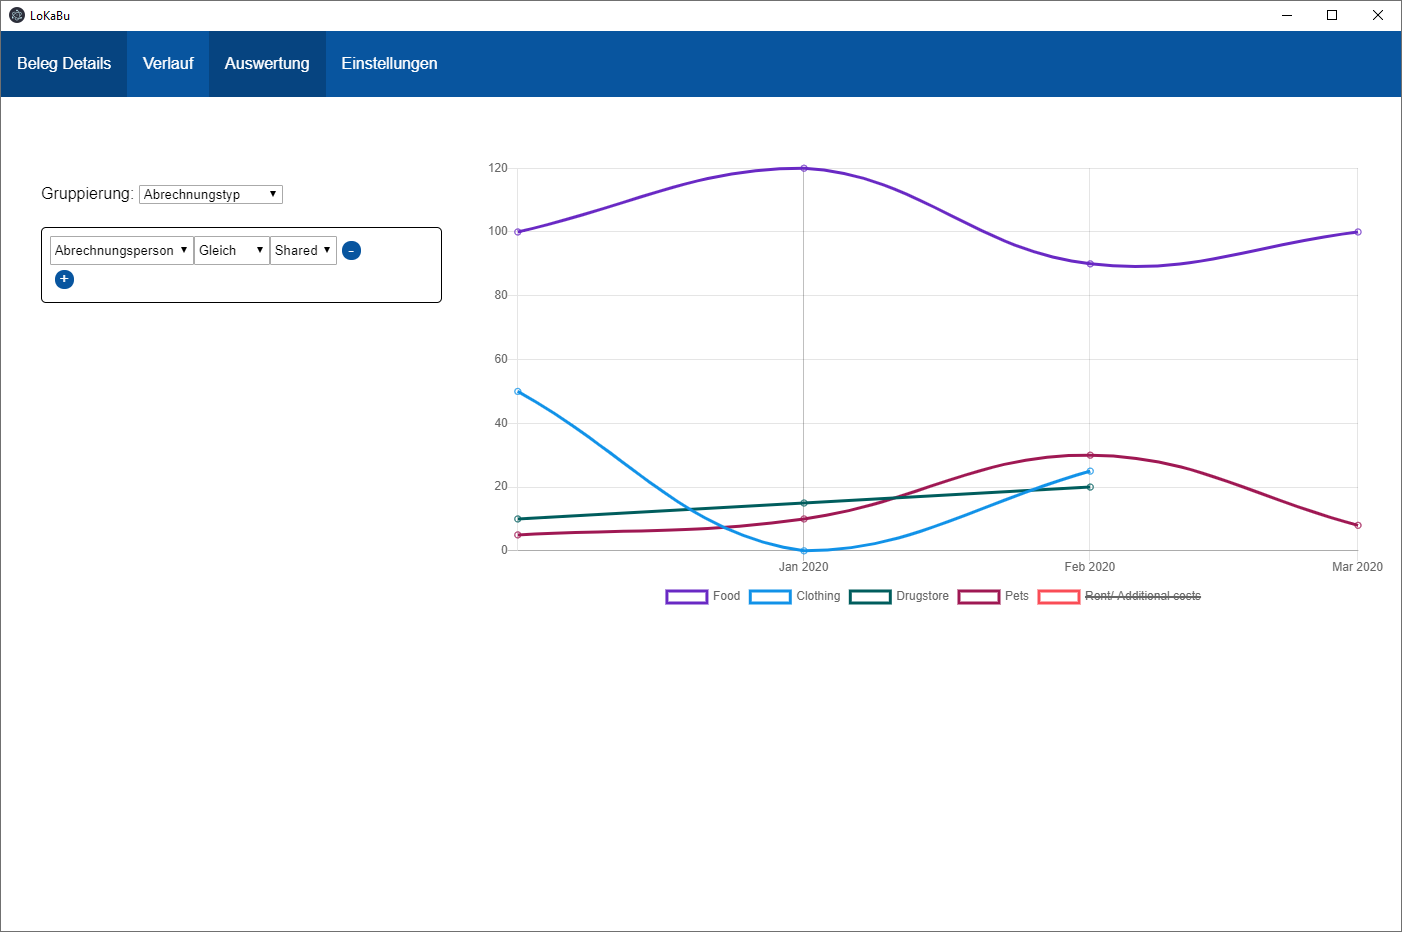 LoKaBu
Beleg Details Verlauf Auswertung Einstellungen
Gruppierung: Abrechnungstyp
Abrechnungsperson Gleich Shared -
+
120
100
80
60
40
20
0
Jan 2020 Feb 2020 Mar 2020
Food Clothing Drugstore Pets Rent/ Additional costs